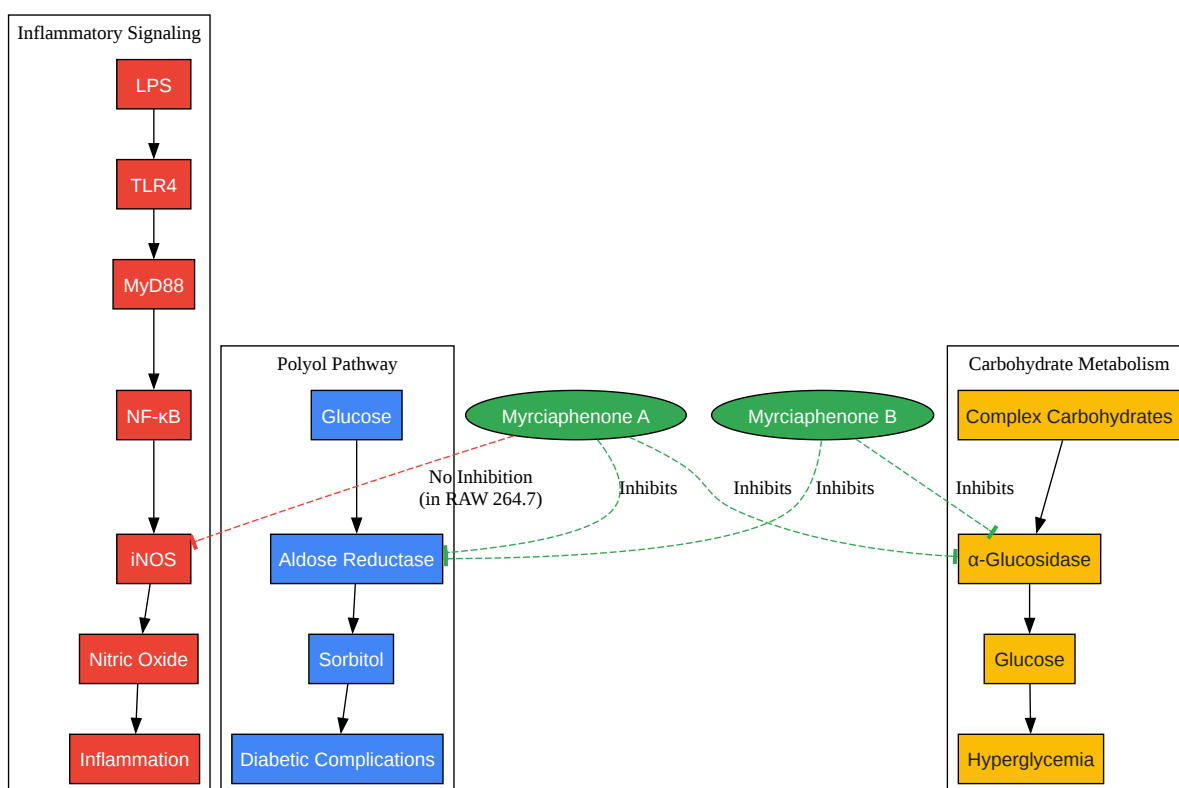 Inflammatory Signaling
LPS
TLR4
MyD88
NF-κB
iNOS
Nitric Oxide
Inflammation
Polyol Pathway
Glucose
Aldose Reductase
Sorbitol
Diabetic Complications
Myrciaphenone A
Myrciaphenone B
No Inhibition
(in RAW 264.7)
Inhibits
Inhibits
Inhibits
Inhibits
Carbohydrate Metabolism
Complex Carbohydrates
α-Glucosidase
Glucose
Hyperglycemia